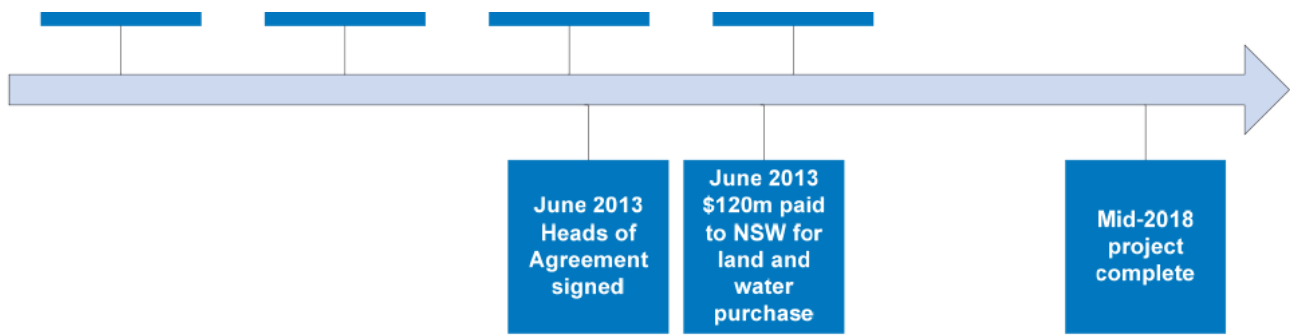 June 2013
Heads of
Agreement
signed
June 2013
$120m paid
to NSW for
land and
water
purchase
Mid-2018
project
complete